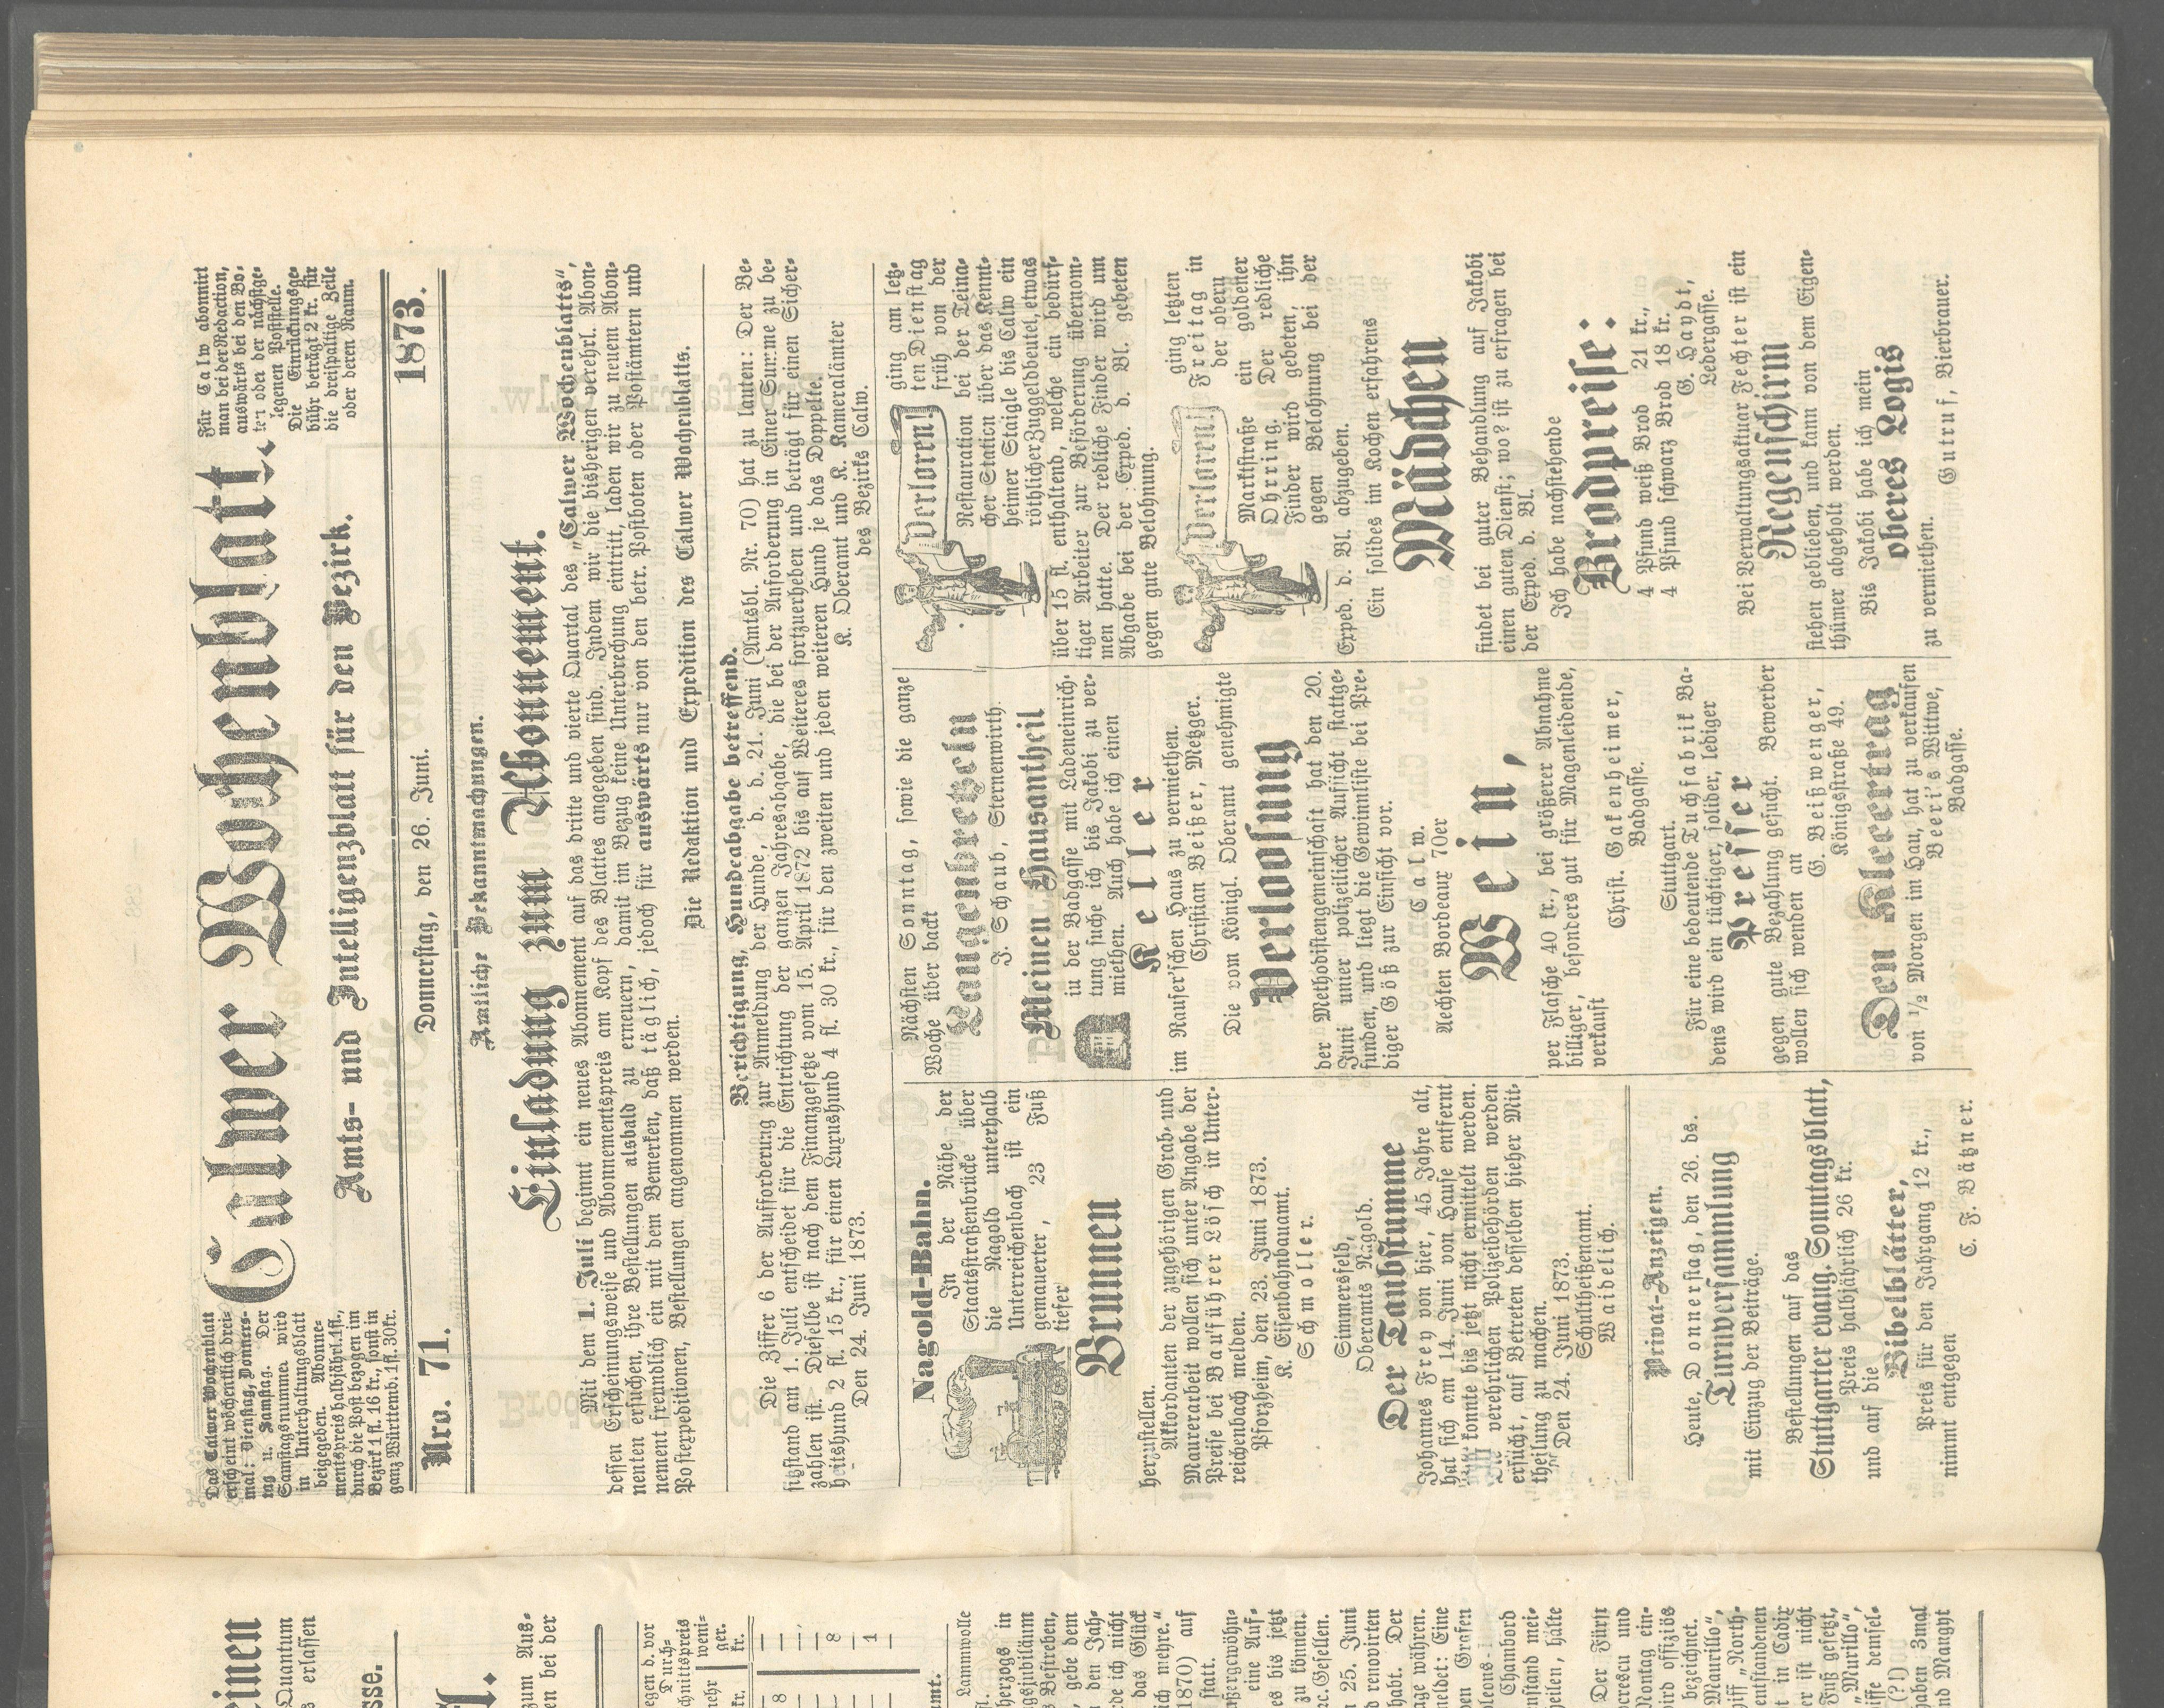 Das Calwer Wochenblatt
erscheint wöchentlich drei-
mal: Dienstag, Donners-
tag u. Samstag. Der
Samstagsnummer wird
in Unterhaltungsblatt
beigegeben. Abonne-
mentspreis halbjährl. 1 fl.,
durch die Post bezogen im
Bezirk 1 fl. 16 kr., sonst in
ganz Württemb. 1 fl. 30 kr.
Calwer Wochenblatt.
Amts- und Intelligenzblatt für den Bezirk.
Für Calw abonnirt
man bei der Redaction,
auswärts bei den Bo-
ten oder der nächstge-
legenen Poststelle.
Die Einrückungsge-
bühr beträgt 2 kr. für
die dreispaltige Zeile
oder deren Raum.
Nro. 71.
Donnerstag, den 26. Juni.
1873.
Amtliche Bekanntmachungen.
Einladung zum Abonnement.
Mit dem 1. Juli beginnt ein neues Abonnement auf das dritte und vierte Quartal des „Calwer Wochenblatts“,
dessen Erscheinungsweise und Abonnementspreis am Kopf des Blattes angegeben sind. Indem wir die bisherigen verehrl. Abon-
nenten ersuchen, ihre Bestellungen alsbald zu erneuern, damit im Bezug keine Unterbrechung eintritt, laden wir zu neuem Abon-
nement freundlich ein mit dem Bemerken, daß täglich, jedoch für auswärts nur von den betr. Postboten oder Postämtern und
Postexpeditionen, Bestellungen angenommen werden.
Die Redaktion und Expedition des Calwer Wochenblatts.
Berichtigung, Hundeabgabe betreffend.
Die Ziffer 6 der Aufforderung zur Anmeldung der Hunde, d. d. 21. Juni (Amtsbl. Nr. 70) hat zu lauten: Der Be-
sitzstand am 1. Juli entscheidet für die Entrichtung der ganzen Jahresabgabe, die bei der Anforderung in Einer Summe zu be-
zahlen ist. Dieselbe ist nach dem Finanzgesetze vom 15. April 1872 bis auf Weiteres fortzuerheben und beträgt für einen Sicher-
heitshund 2 fl. 15 kr., für einen Luxushund 4 fl. 30 kr., für den zweiten und jeden weiteren Hund je das Doppelte.
Den 24. Juni 1873.
K. Oberamt und K. Kameralämter
des Bezirks Calw.
Nagold-Bahn.
In der Nähe der
Staatsstraßenbrücke über
die Nagold unterhalb
Unterreichenbach ist ein
gemauerter, 23 Fuß
tiefer
Brunnen
herzustellen.
Akkordanten der zugehörigen Grab- und
Maurerarbeit wollen sich unter Angabe der
Preise bei Bauführer Lösch in Unter-
reichenbach melden.
Pforzheim, den 23. Juni 1873.
K. Eisenbahnbauamt.
Schmoller.
Simmersfeld,
Oberamts Nagold.
Der Taubstumme
Johannes Frey von hier, 45 Jahre alt,
hat sich am 14. Juni von Hause entfernt
und konnte bis jetzt nicht ermittelt werden.
Die verehrlichen Polizeibehörden werden
ersucht, auf Betreten desselben hieher Mit-
theilung zu machen.
Den 24. Juni 1873.
Schultheißenamt.
Waidelich.
Privat-Anzeigen.
Heute, Donnerstag, den 26. ds.
Turnversammlung
mit Einzug der Beiträge.
Bestellungen auf das
Stuttgarter evang. Sonntagsblatt,
Preis halbjährlich 26 kr.
und auf die
Bibelblätter,
Preis für den Jahrgang 12 kr.,
nimmt entgegen
C. F. Bätzner.
Nächsten Sonntag, sowie die ganze
Woche über backt
Laugenbretzeln
J. Schaub, Sternenwirth.
Meinen Hausantheil
in der Badgasse mit Ladeneinrich-
tung suche ich bis Jakobi zu ver-
miethen. Auch habe ich einen
Keller
im Rauser'schen Haus zu vermiethen.
Christian Beißer, Metzger.
Die vom Königl. Oberamt genehmigte
Verloosung
der Methodistengemeinschaft hat den 20.
Juni unter polizeilicher Aufsicht stattge-
funden, und liegt die Gewinnliste bei Pre-
diger Göß zur Einsicht vor.
Calw.
Aechten Bordeaux 70er
Wein,
per Flasche 40 kr., bei größerer Abnahme
billiger, besonders gut für Magenleidende,
verkauft
Christ. Gakenheimer,
Badgasse.
Stuttgart.
Für eine bedeutende Tuchfabrik Ba-
dens wird ein tüchtiger, solider, lediger
Presser
gegen gute Bezahlung gesucht. Bewerber
wollen sich wenden an
G. Beißwenger,
Königsstraße 49.
Den Kleertrag
von 1/2 Morgen im Hau, hat zu verkaufen
Beeri's Wittwe,
Badgasse.
Verloren!
ging am letz-
ten Dienstag
früh von der
Restauration bei der Teina-
cher Station über das Kennt-
heimer Staigle bis Calw ein
röthlicher Zuggeldbeutel, etwas
über 15 fl. enthaltend, welche ein bedürf-
tiger Arbeiter zur Beförderung übernom-
men hatte. Der redliche Finder wird um
Abgabe bei der Exped. d. Bl. gebeten
gegen gute Belohnung.
Verloren!
ging letzten
Freitag in
der obern
Marktstraße ein goldener
Ohrring. Der redliche
Finder wird gebeten, ihn
gegen Belohnung bei der
Exped. d. Bl. abzugeben.
Ein solides im Kochen erfahrens
Mädchen
findet bei guter Behandlung auf Jakobi
einen guten Dienst; wo? ist zu erfragen bei
der Exped. d. Bl.
Ich habe nachstehende
Brodpreise:
4 Pfund weiß Brod 21 kr.,
4 Pfund schwarz Brod 18 kr.
G. Haydt,
Ledergasse.
Bei Verwaltungsaktuar Fechter ist ein
Regenschirm
stehen geblieben, und kann von dem Eigen-
thümer abgeholt werden.
Bis Jakobi habe ich mein
oberes Logis
zu vermiethen.
Gutruf, Bierbrauer.